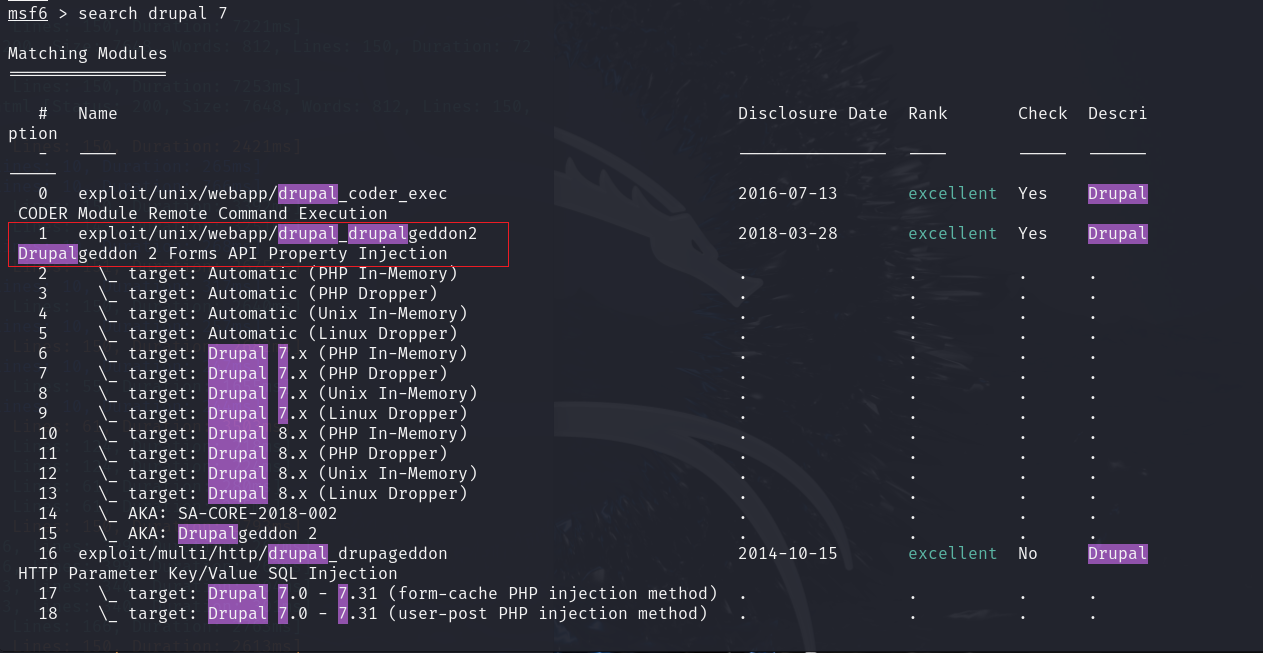 msf6 > search drupal 7
Matching Modules
================
# Name Disclosure Date Rank Check Descri
ption
- ---- --------------- ---- ----- ------
-----
0 exploit/unix/webapp/drupal_coder_exec 2016-07-13 excellent Yes Drupal
CODER Module Remote Command Execution
1 exploit/unix/webapp/drupal_drupalgeddon2 2018-03-28 excellent Yes Drupal
Drupalgeddon 2 Forms API Property Injection
2 \_ target: Automatic (PHP In-Memory) . . . .
3 \_ target: Automatic (PHP Dropper) . . . .
4 \_ target: Automatic (Unix In-Memory) . . . .
5 \_ target: Automatic (Linux Dropper) . . . .
6 \_ target: Drupal 7.x (PHP In-Memory) . . . .
7 \_ target: Drupal 7.x (PHP Dropper) . . . .
8 \_ target: Drupal 7.x (Unix In-Memory) . . . .
9 \_ target: Drupal 7.x (Linux Dropper) . . . .
10 \_ target: Drupal 8.x (PHP In-Memory) . . . .
11 \_ target: Drupal 8.x (PHP Dropper) . . . .
12 \_ target: Drupal 8.x (Unix In-Memory) . . . .
13 \_ target: Drupal 8.x (Linux Dropper) . . . .
14 \_ AKA: SA-CORE-2018-002 . . . .
15 \_ AKA: Drupalgeddon 2 . . . .
16 exploit/multi/http/drupal_drupageddon 2014-10-15 excellent No Drupal
HTTP Parameter Key/Value SQL Injection
17 \_ target: Drupal 7.0 - 7.31 (form-cache PHP injection method) . . . .
18 \_ target: Drupal 7.0 - 7.31 (user-post PHP injection method) . . . .